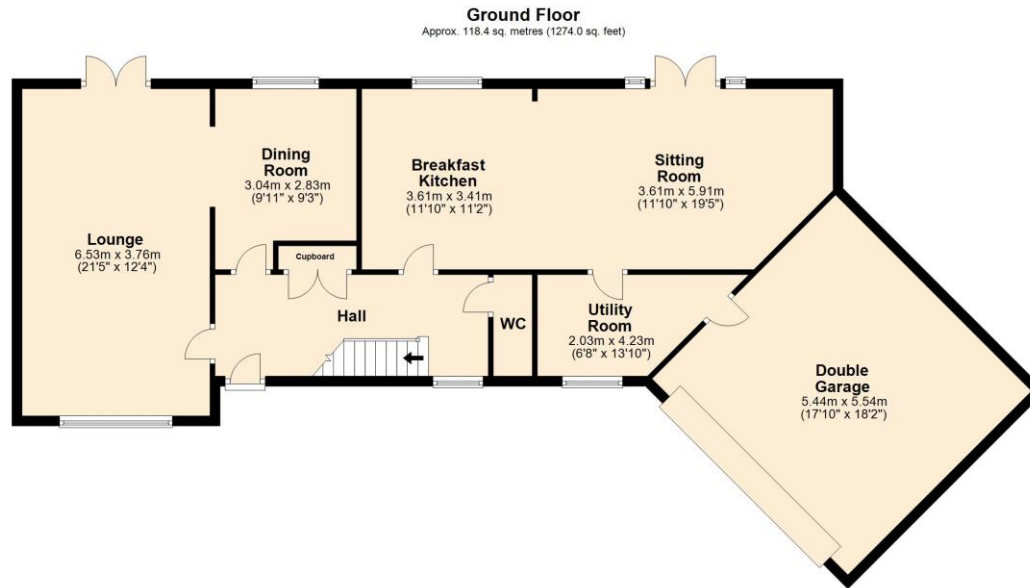 Ground Floor
Approx. 118.4 sq. metres (1274.0 sq. feet)
Dining
Room
3.04m x 2.83m
(9'11" x 9'3")
Breakfast
Kitchen
3.61m x 3.41m
(11'10" x 11'2")
Sitting
Room
3.61m x 5.91m
(11'10" x 19'5")
Lounge
6.53m x 3.76m
(21'5" x 12'4")
Cupboard
Hall
WC
Utility
Room
2.03m x 4.23m
(6'8" x 13'10")
Double
Garage
5.44m x 5.54m
(17'10" x 18'2")